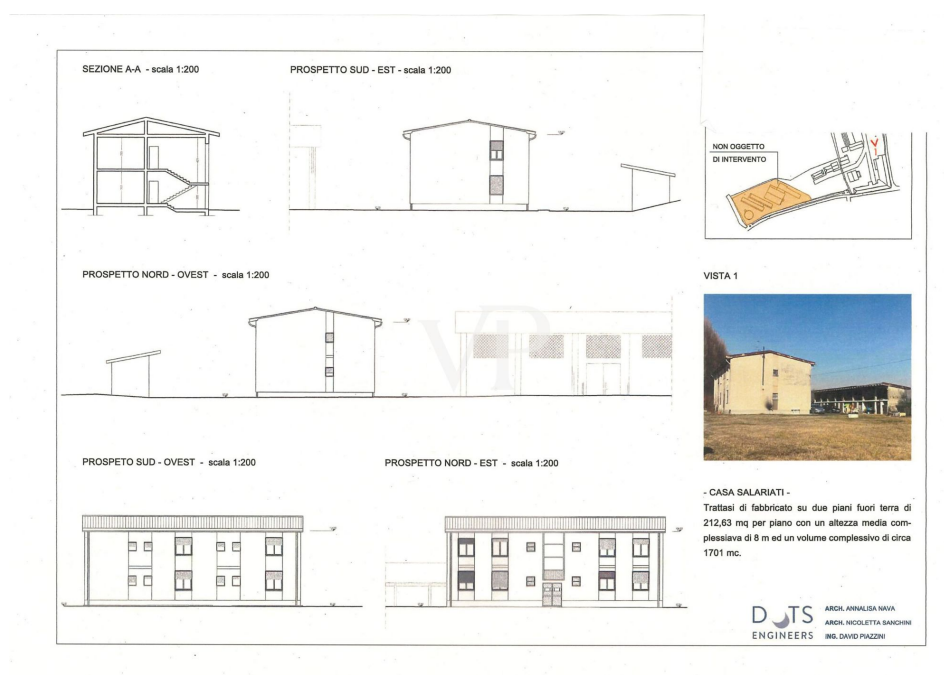 SEZIONE A-A - scala 1:200
PROSPETTO SUD - EST - scala 1:200
NON OGGETTO
DI INTERVENTO
PROSPETTO NORD - OVEST - scala 1:200
VISTA 1
VP
PROSPETO SUD - OVEST - scala 1:200
PROSPETTO NORD - EST - scala 1:200
- CASA SALARIATI -
Trattasi di fabbricato su due piani fuori terra di
212,63 mq per piano con un altezza media com-
plessiava di 8 m ed un volume complessivo di circa
1701 mc.
DOTS
ENGINEERS
ARCH. ANNALISA NAVA
ARCH. NICOLETTA SANCHINI
ING. DAVID PIAZZINI